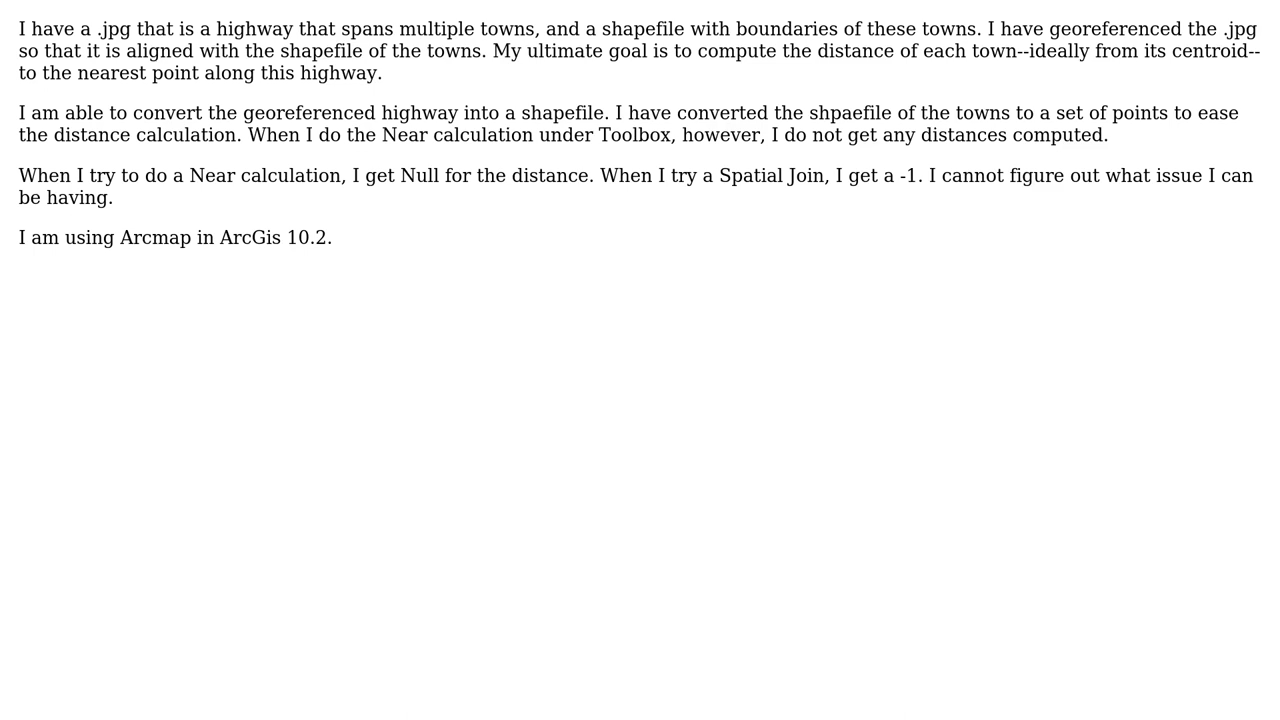 I have a .jpg that is a highway that spans multiple towns, and a shapefile with boundaries of these towns. I have georeferenced the .jpg
so that it is aligned with the shapefile of the towns. My ultimate goal is to compute the distance of each town--ideally from its centroid--
to the nearest point along this highway.
I am able to convert the georeferenced highway into a shapefile. I have converted the shpaefile of the towns to a set of points to ease
the distance calculation. When I do the Near calculation under Toolbox, however, I do not get any distances computed.
When I try to do a Near calculation, I get Null for the distance. When I try a Spatial Join, I get a -1. I cannot figure out what issue I can
be having.
I am using Arcmap in ArcGis 10.2.